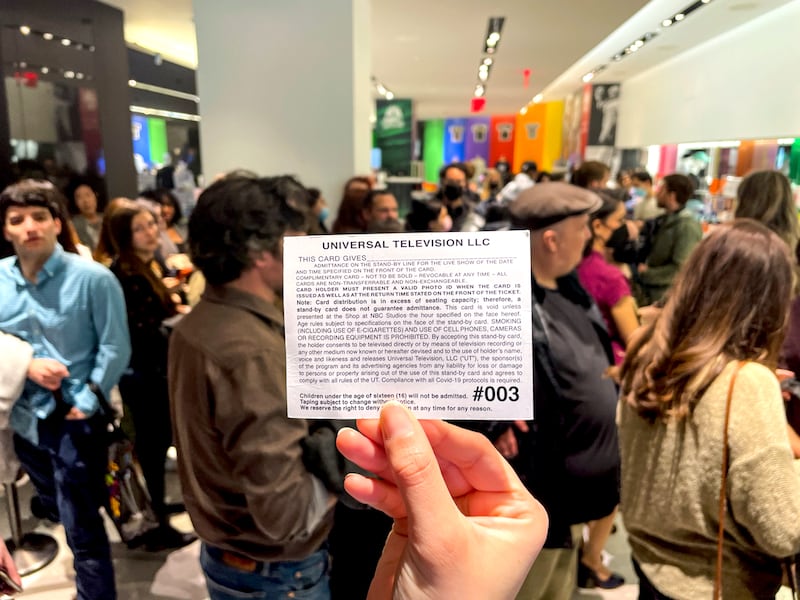 UNIVERSAL TELEVISION LLC
THIS CARD GIVES
ADMITTANCE BY THE STAND-BY LINE FOR THE LIVE SHOW OF THE DATE
AND TIME SPECIFIED ON THE FRONT OF THE CARD.
COMPLIMENTARY CARD - NOT TO BE SOLD - REVOCABLE AT ANY TIME - ALL
CARDS ARE NON-TRANSFERRABLE AND NON-EXCHANGEABLE.
CARD HOLDER MUST PRESENT A VALID PHOTO ID WHEN THE CARD IS
ISSUED AS WELL AS AT THE RETURN TIME STATED ON THE FRONT OF THE TICKET.
Note: Card distribution is in excess of seating capacity; therefore, a
stand-by card does not guarantee admittance. This card is void unless
presented at the Shop at NBC Studios the hour specified on the face hereof.
Age rules subject to specifications on the face of the stand-by card. SMOKING
(INCLUDING USE OF E-CIGARETTES) AND USE OF CELL PHONES, CAMERAS
OR RECORDING EQUIPMENT IS PROHIBITED. By accepting this stand-by card,
the holder consents to be televised directly or by means of television recording or
any other medium now known or hereafter devised and to the use of holder's name,
voice and likeness and releases Universal Television, LLC ("UT"), the sponsor(s)
of the program and its advertising agencies from any liability for loss or damage
to persons or property arising out of the use of this stand-by card and agrees to
comply with all rules of the UT. Compliance with all Covid-19 protocols is required.
Children under the age of sixteen (16) will not be admitted.
Taping subject to change without notice.
We reserve the right to deny at any time for any reason.
#003